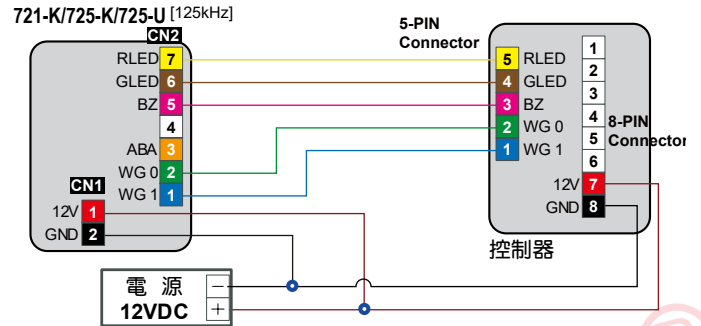 721-K/725-K/725-U [125kHz]
CN2
RLED 7
GLED 6
BZ 5
4
ABA 3
WG 0 2
WG 1 1
CN1
12V 1
GND 2
5-PIN
Connector
5 RLED
4 GLED
3 BZ
2 WG 0
1 WG 1
1
2
3
4
5
6
12V 7
GND 8
8-PIN
Connector
控制器
電 源 −
12VDC +